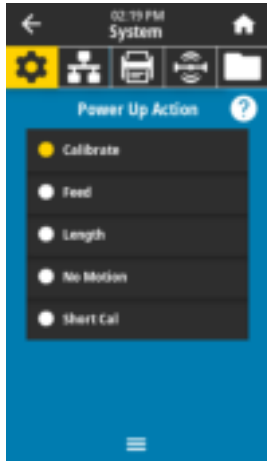 02:19 PM
System
Power Up Action
?
Calibrate
Feed
Length
No Motion
Short Cal